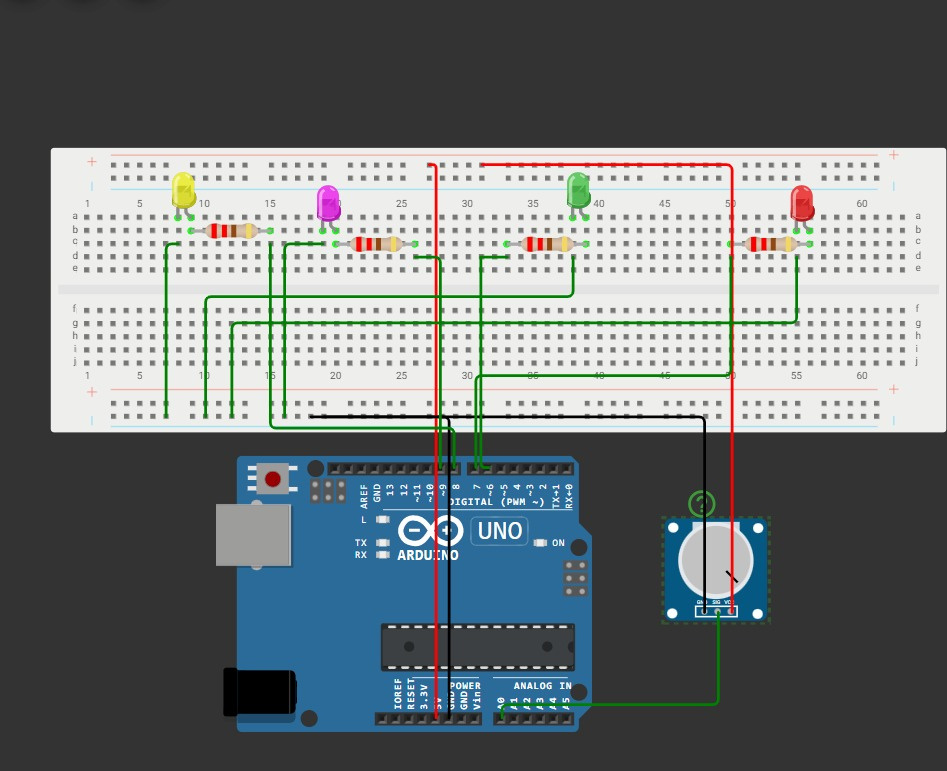 1 5 10 15 20 25 30 35 40 45 50 55 60
a a
b b
c c
d d
e e
f f
g g
h h
i i
j j
1 5 10 15 20 25 30 35 40 45 50 55 60
AREF
GND
13
12
~11
~10
~9
8
7
~6
~5
4
~3
2
TX→1
RX←0
DIGITAL (PWM ~)
L
TX
RX
UNO
ON
ARDUINO
POWER
ANALOG IN
IOREF
RESET
3.3V
5V
GND
GND
Vin
A0
A1
A2
A3
A4
A5
?
GND SIG VCC